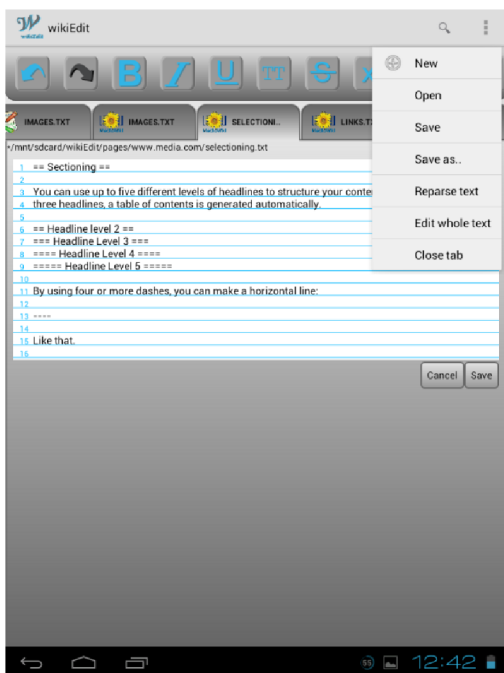 wikiEdit
wikiEdit
B I U TT S
IMAGES.TXT IMAGES.TXT SELECTIONI.. LINKS.T
/mnt/sdcard/wikiEdit/pages/www.media.com/selectioning.txt
1 == Sectioning ==
2
3 You can use up to five different levels of headlines to structure your conte
4 three headlines, a table of contents is generated automatically.
5
6 == Headline level 2 ==
7 === Headline Level 3 ===
8 ==== Headline Level 4 ====
9 ===== Headline Level 5 =====
10
11 By using four or more dashes, you can make a horizontal line:
12
13 ----
14
15 Like that.
16
Cancel Save
New
Open
Save
Save as..
Reparse text
Edit whole text
Close tab
55 12:42